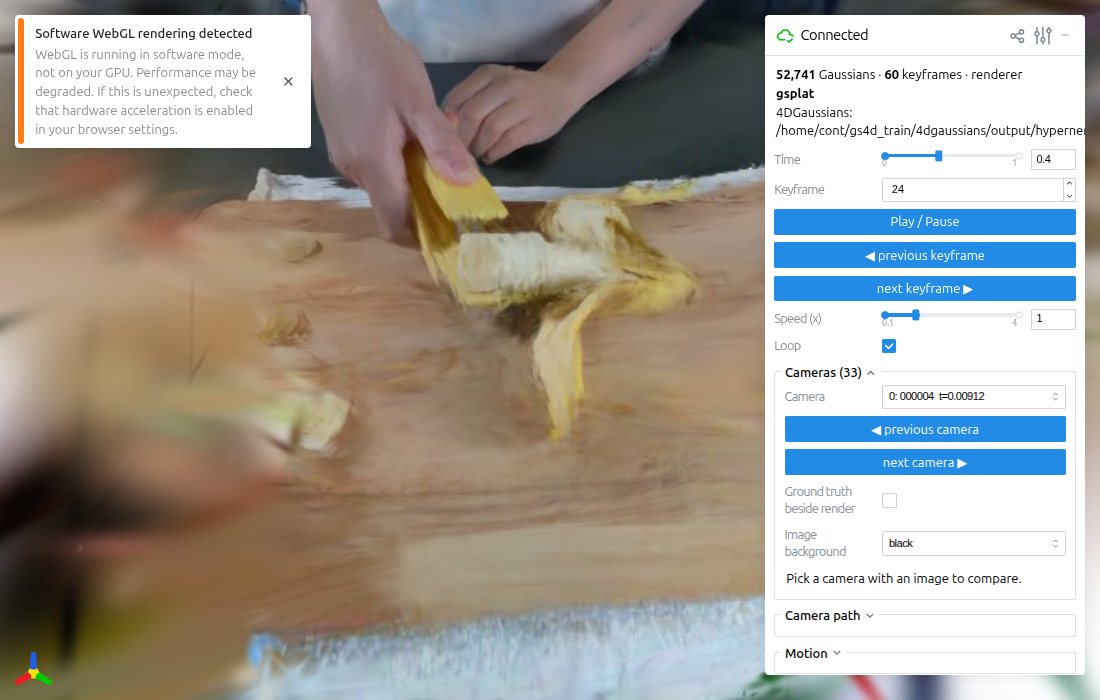 Software WebGL rendering detected
WebGL is running in software mode,
not on your GPU. Performance may be
degraded. If this is unexpected, check
that hardware acceleration is enabled
in your browser settings.
Connected
52,741 Gaussians · 60 keyframes · renderer
gsplat
4DGaussians:
/home/cont/gs4d_train/4dgaussians/output/hyperne
Time
0
1
0.4
Keyframe
24
Play / Pause
◀ previous keyframe
next keyframe ▶
Speed (x)
0.1
4
1
Loop
Cameras (33)
Camera
0: 000004 t=0.00912
◀ previous camera
next camera ▶
Ground truth
beside render
Image
background
black
Pick a camera with an image to compare.
Camera path
Motion